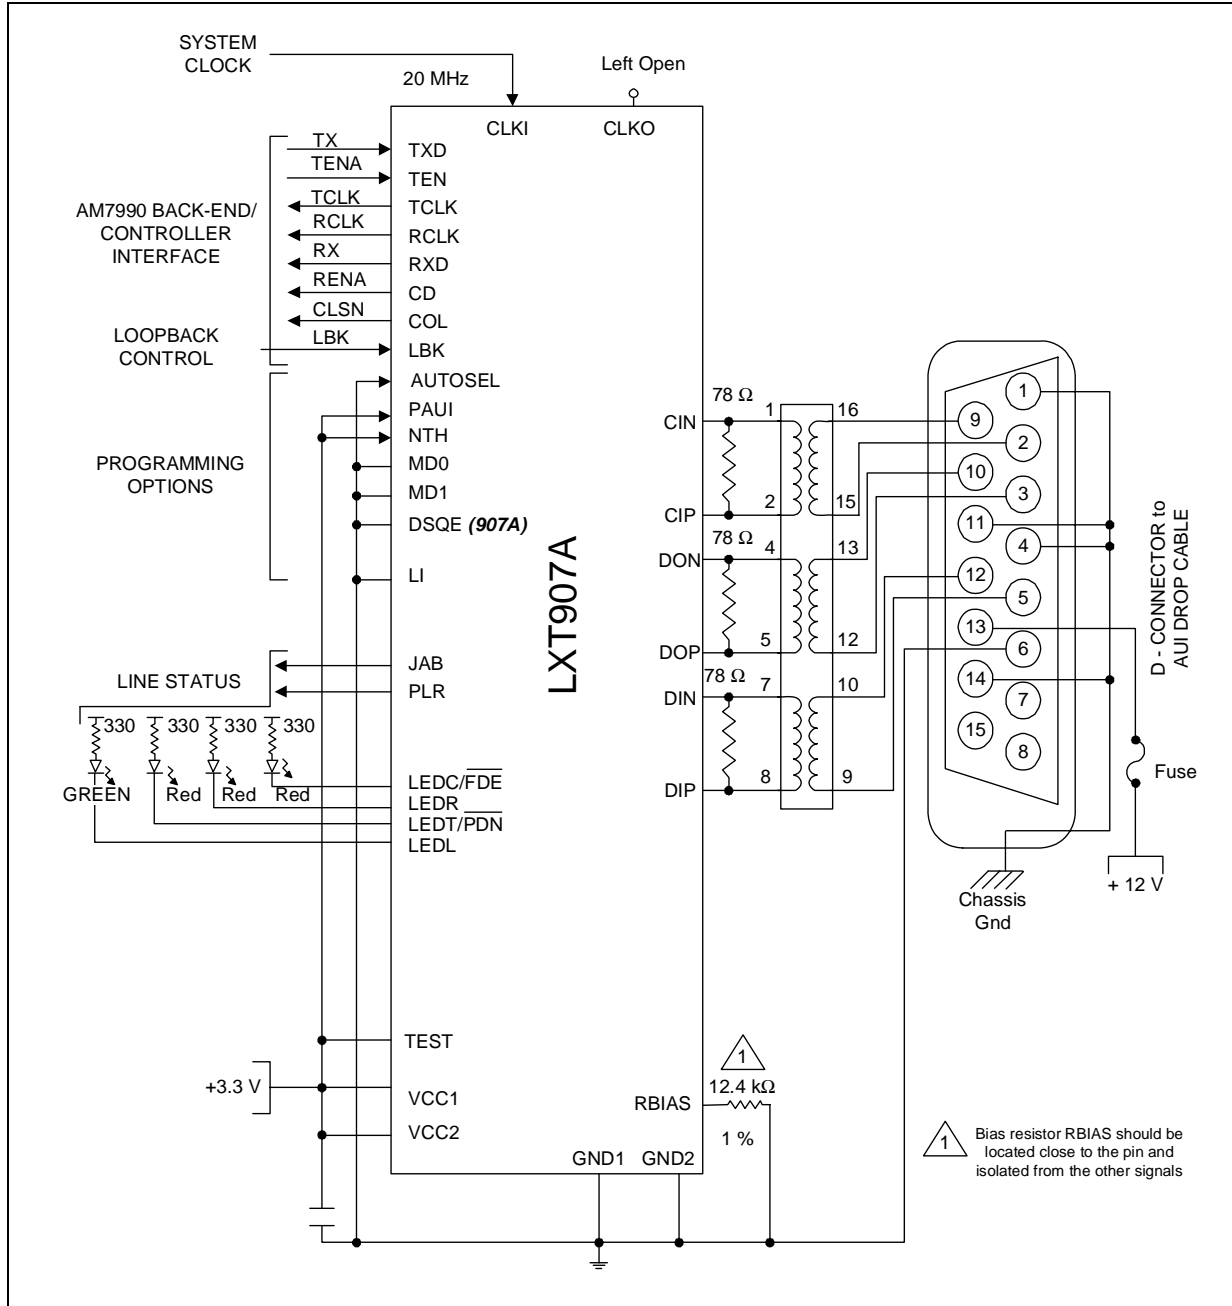 SYSTEM
CLOCK
20 MHz
Left Open
CLKI
CLKO
AM7990 BACK-END/
CONTROLLER
INTERFACE
TX
TENA
TCLK
RCLK
RX
RENA
CLSN
LBK
TXD
TEN
TCLK
RCLK
RXD
CD
COL
LBK
LOOPBACK
CONTROL
AUTOSEL
PAUI
NTH
MD0
MD1
DSQE (907A)
LI
PROGRAMMING
OPTIONS
LXT907A
JAB
PLR
LINE STATUS
330
330
330
330
GREEN
Red
Red
Red
LEDC/FDE
LEDR
LEDT/PDN
LEDL
TEST
+3.3 V
VCC1
VCC2
GND1
GND2
RBIAS
1
12.4 kΩ
1 %
CIN
CIP
DON
DOP
DIN
DIP
78 Ω
78 Ω
78 Ω
1
2
4
5
7
8
16
15
13
12
10
9
1
9
2
10
3
11
4
12
5
13
6
14
7
15
8
D - CONNECTOR to
AUI DROP CABLE
Fuse
+ 12 V
Chassis
Gnd
1
Bias resistor RBIAS should be
located close to the pin and
isolated from the other signals